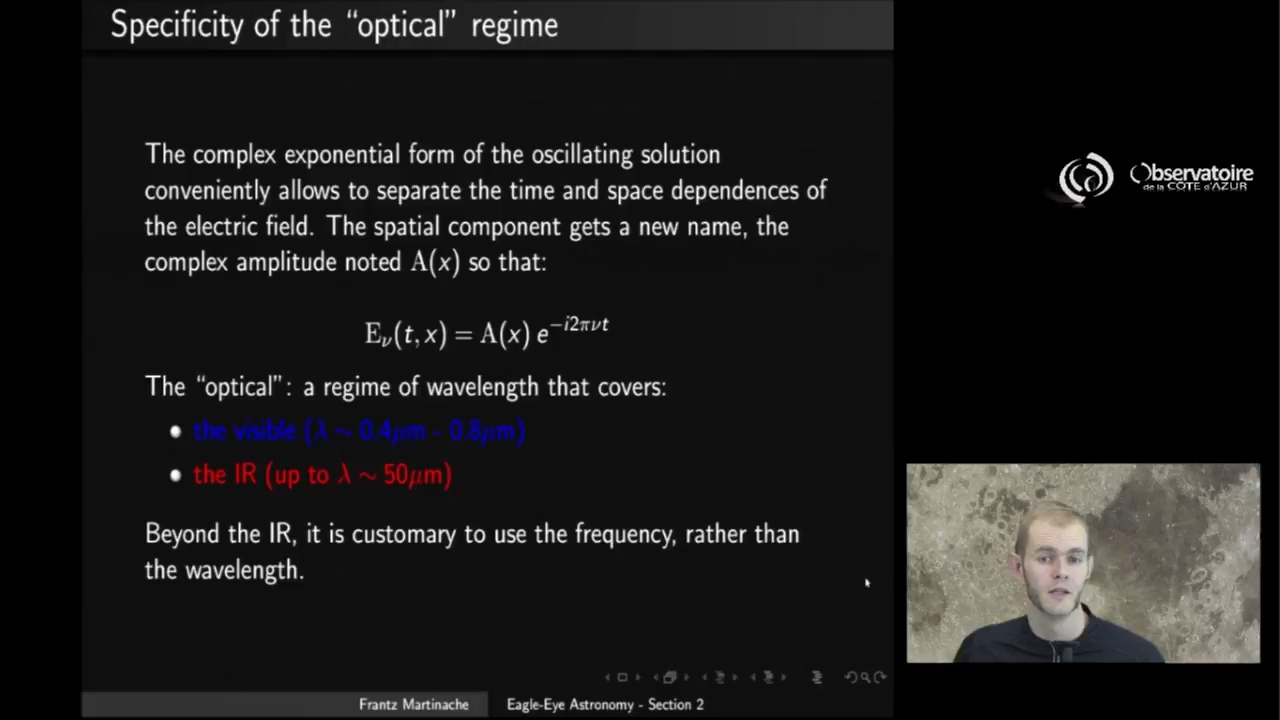 Specificity of the “optical” regime
The complex exponential form of the oscillating solution
conveniently allows to separate the time and space dependences of
the electric field. The spatial component gets a new name, the
complex amplitude noted A(x) so that:
E_ν(t, x) = A(x) e^{−i2πνt}
The “optical”: a regime of wavelength that covers:
• the visible (λ ∼ 0.4μm - 0.8μm)
• the IR (up to λ ∼ 50μm)
Beyond the IR, it is customary to use the frequency, rather than
the wavelength.
Frantz Martinache
Eagle-Eye Astronomy - Section 2
Observatoire
de la CÔTE d'AZUR